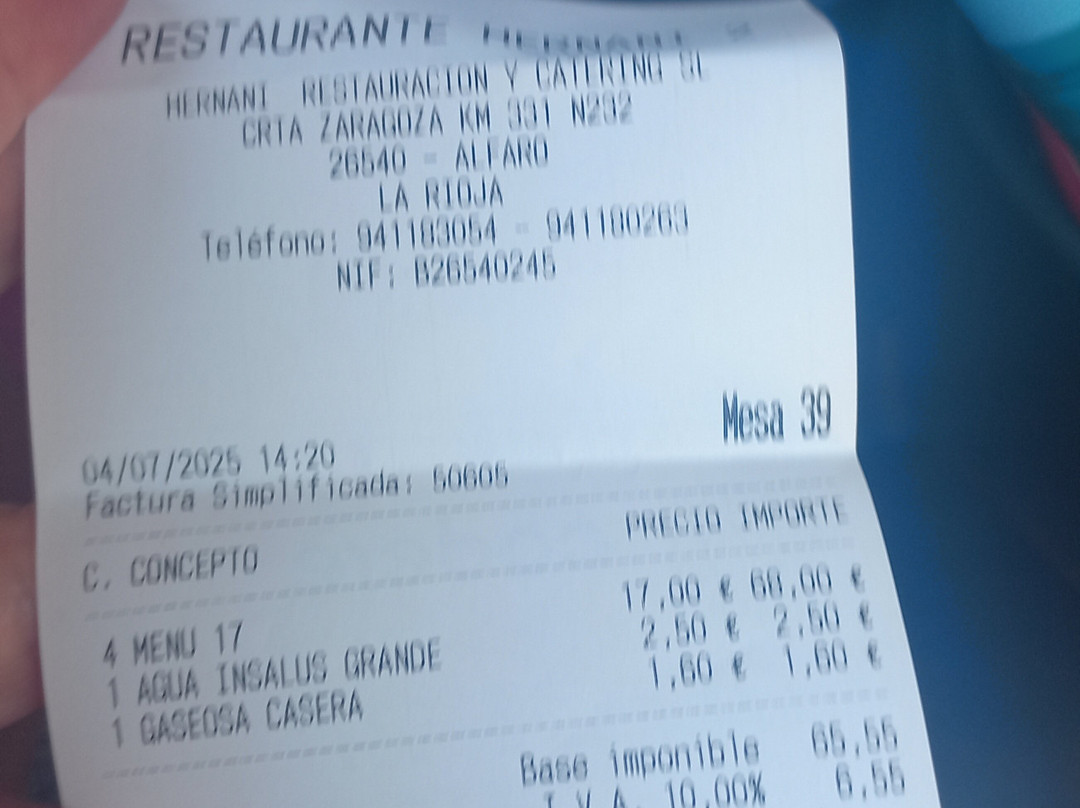 RESTAURANTE HERNANI 2
HERNANI RESTAURACION Y CATERING SL
CRTA ZARAGOZA KM 331 N232
26540 - ALFARO
LA RIOJA
Teléfono: 941183054 - 941180263
NIF: B26540245
Mesa 39
04/07/2025 14:20
Factura Simplificada: 50605
C. CONCEPTO PRECIO IMPORTE
4 MENU 17 17,00 € 68,00 €
1 AGUA INSALUS GRANDE 2,50 € 2,50 €
1 GASEOSA CASERA 1,60 € 1,60 €
Base imponible 65,55
I.V.A. 10,00% 6,55